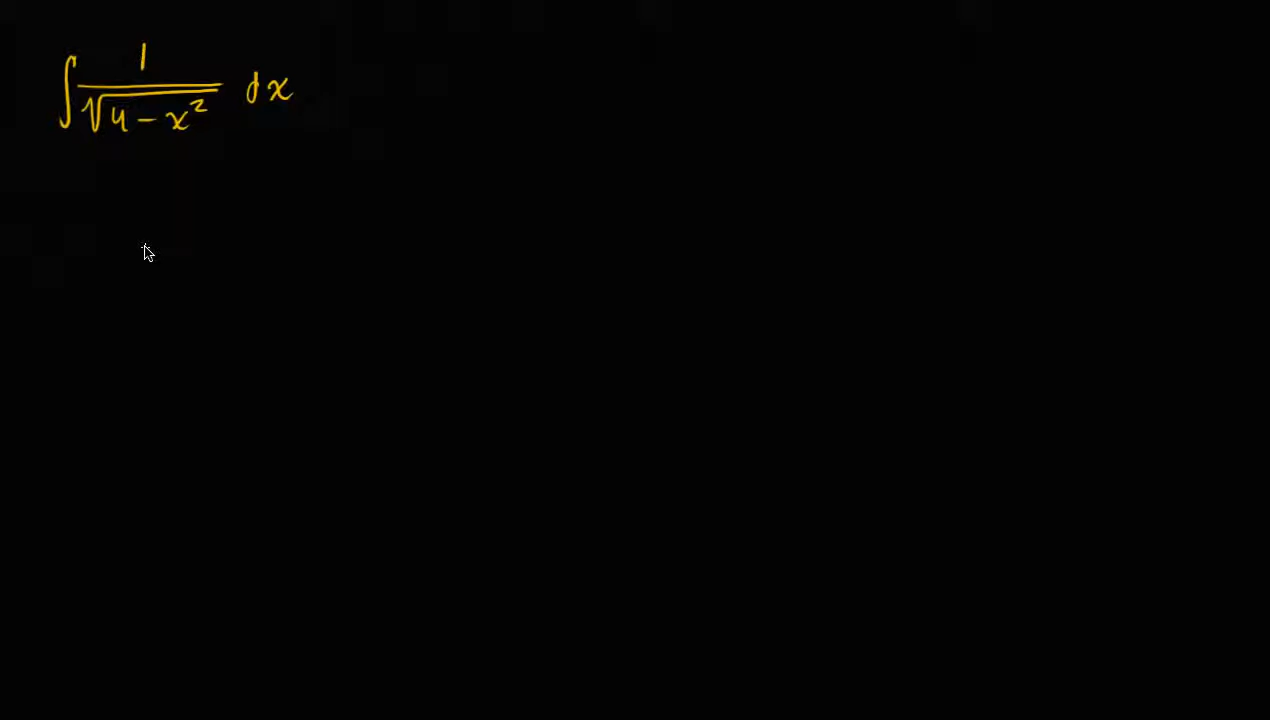 ∫ 1/√(4 - x²) dx